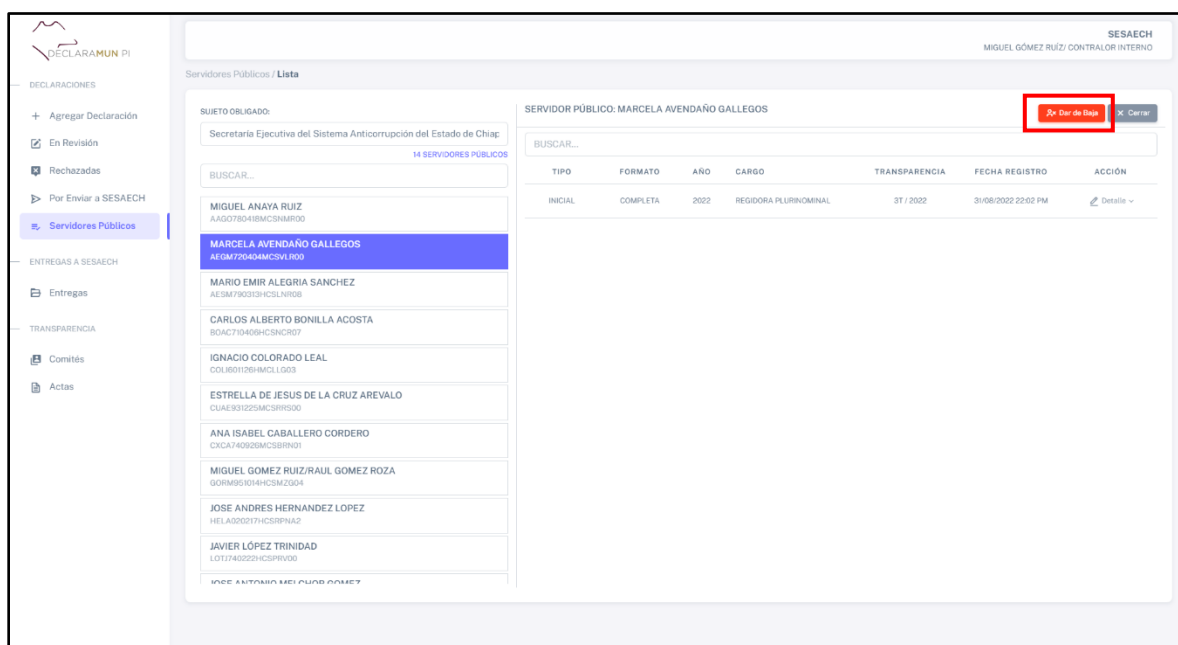 DECLARAMUN PI
SESAECH
MIGUEL GÓMEZ RUÍZ/ CONTRALOR INTERNO
Servidores Públicos / Lista
DECLARACIONES
Agregar Declaración
En Revisión
Rechazadas
Por Enviar a SESAECH
Servidores Públicos
ENTREGAS A SESAECH
Entregas
TRANSPARENCIA
Comités
Actas
SUJETO OBLIGADO:
Secretaría Ejecutiva del Sistema Anticorrupción del Estado de Chiap
14 SERVIDORES PÚBLICOS
BUSCAR...
MIGUEL ANAYA RUIZ
AAGO780418MCSNMR00
MARCELA AVENDAÑO GALLEGOS
AEGM720404MCSVLR00
MARIO EMIR ALEGRIA SANCHEZ
AESM790313HCSLNR08
CARLOS ALBERTO BONILLA ACOSTA
BOAC710406HCSNCR07
IGNACIO COLORADO LEAL
COLI601126HMCLLG03
ESTRELLA DE JESUS DE LA CRUZ AREVALO
CUAE931225MCSRRS00
ANA ISABEL CABALLERO CORDERO
CXCA740926MCSBRN01
MIGUEL GOMEZ RUIZ/RAUL GOMEZ ROZA
GORM951014HCSMZG04
JOSE ANDRES HERNANDEZ LOPEZ
HELA020217HCSRPNA2
JAVIER LÓPEZ TRINIDAD
LOTJ740222HCSPRV00
JOSE ANTONIO MELCHOR GOMEZ
SERVIDOR PÚBLICO: MARCELA AVENDAÑO GALLEGOS
Dar de Baja
Cerrar
BUSCAR...
TIPO FORMATO AÑO CARGO TRANSPARENCIA FECHA REGISTRO ACCIÓN
INICIAL COMPLETA 2022 REGIDORA PLURINOMINAL 3T / 2022 31/08/2022 22:02 PM Detalle